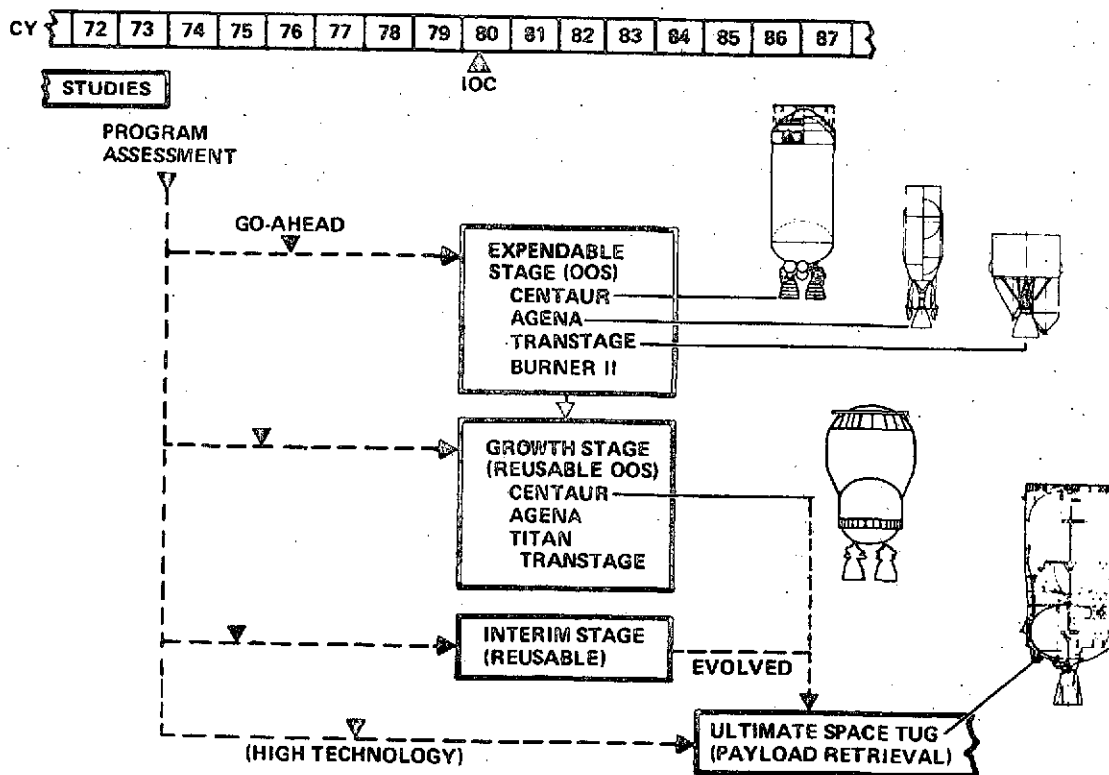 CY 72 73 74 75 76 77 78 79 80 81 82 83 84 85 86 87
IOC
STUDIES
PROGRAM
ASSESSMENT
GO-AHEAD
EXPENDABLE
STAGE (OOS)
CENTAUR
AGENA
TRANSTAGE
BURNER II
GROWTH STAGE
(REUSABLE OOS)
CENTAUR
AGENA
TITAN
TRANSTAGE
INTERIM STAGE
(REUSABLE)
EVOLVED
(HIGH TECHNOLOGY)
ULTIMATE SPACE TUG
(PAYLOAD RETRIEVAL)